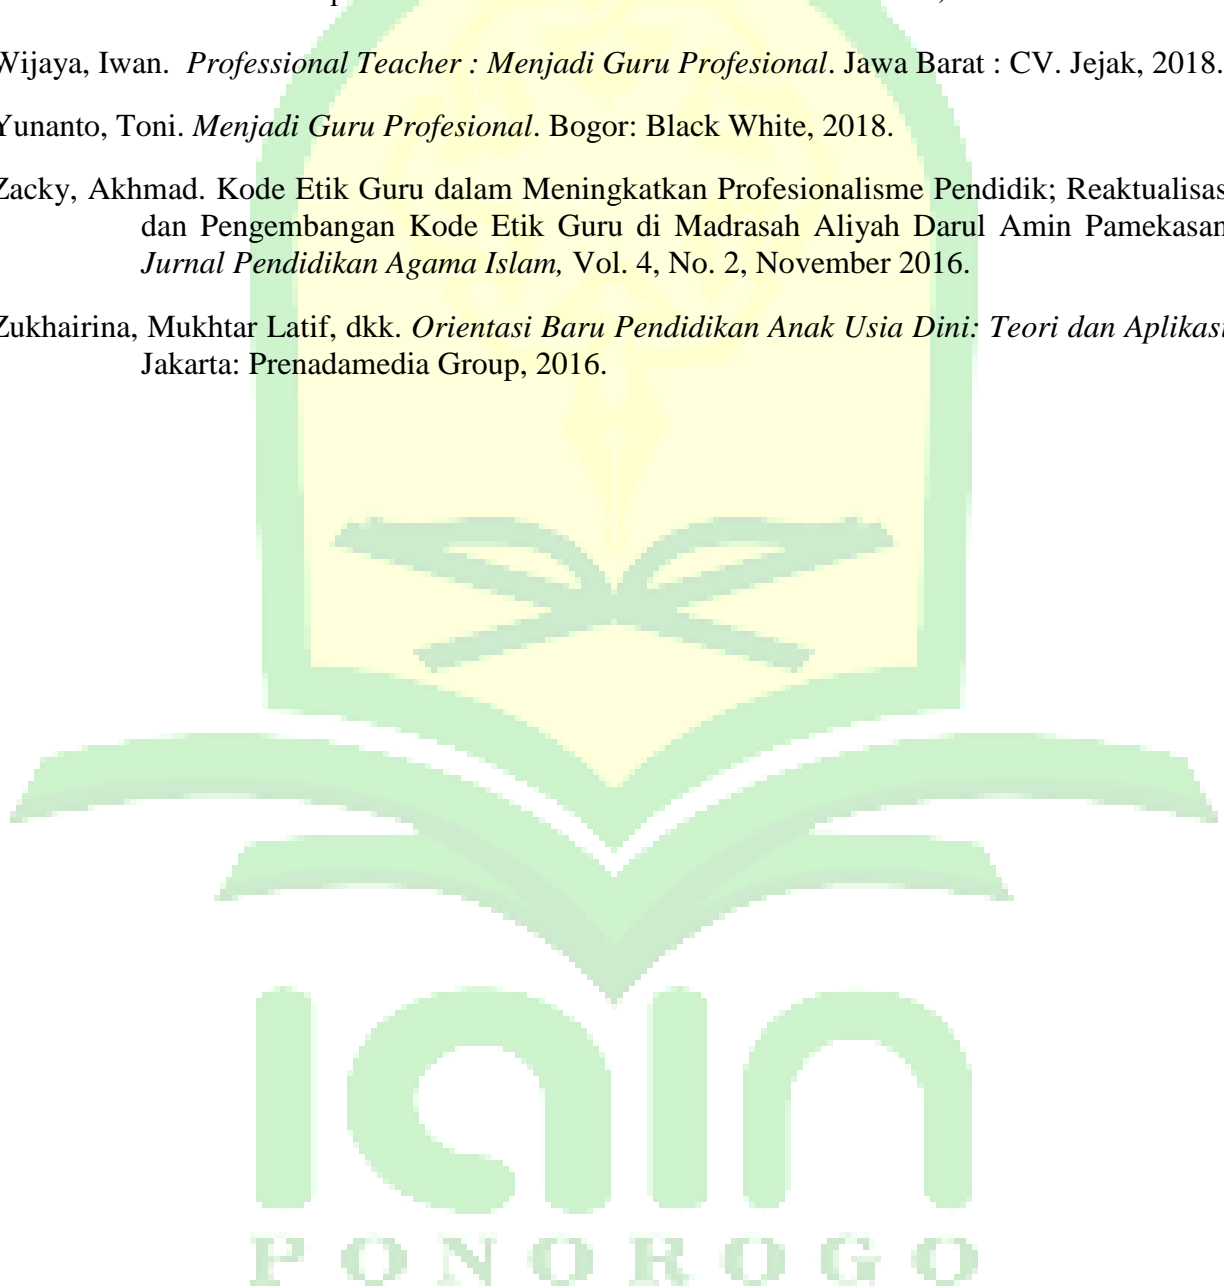 Wijaya, Iwan. Professional Teacher : Menjadi Guru Profesional. Jawa Barat : CV. Jejak, 2018.
Yunanto, Toni. Menjadi Guru Profesional. Bogor: Black White, 2018.
Zacky, Akhmad. Kode Etik Guru dalam Meningkatkan Profesionalisme Pendidik; Reaktualisas
dan Pengembangan Kode Etik Guru di Madrasah Aliyah Darul Amin Pamekasan
Jurnal Pendidikan Agama Islam, Vol. 4, No. 2, November 2016.
Zukhairina, Mukhtar Latif, dkk. Orientasi Baru Pendidikan Anak Usia Dini: Teori dan Aplikasi
Jakarta: Prenadamedia Group, 2016.
iain
PONOROGO